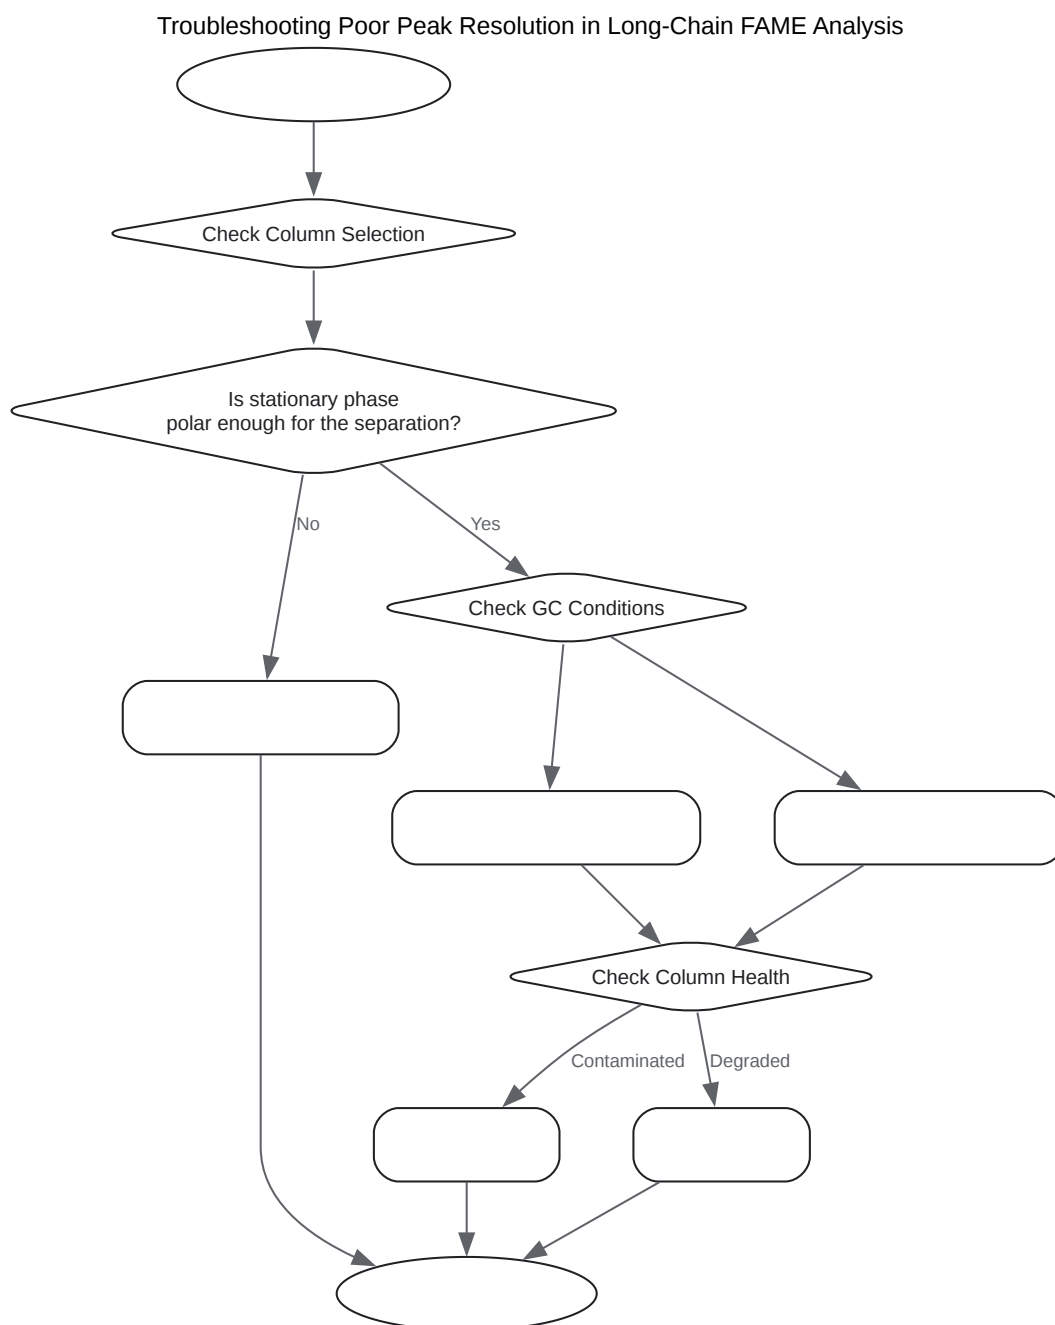 Troubleshooting Poor Peak Resolution in Long-Chain FAME Analysis
Check Column Selection
Is stationary phase
polar enough for the separation?
No
Yes
Check GC Conditions
Check Column Health
Contaminated
Degraded